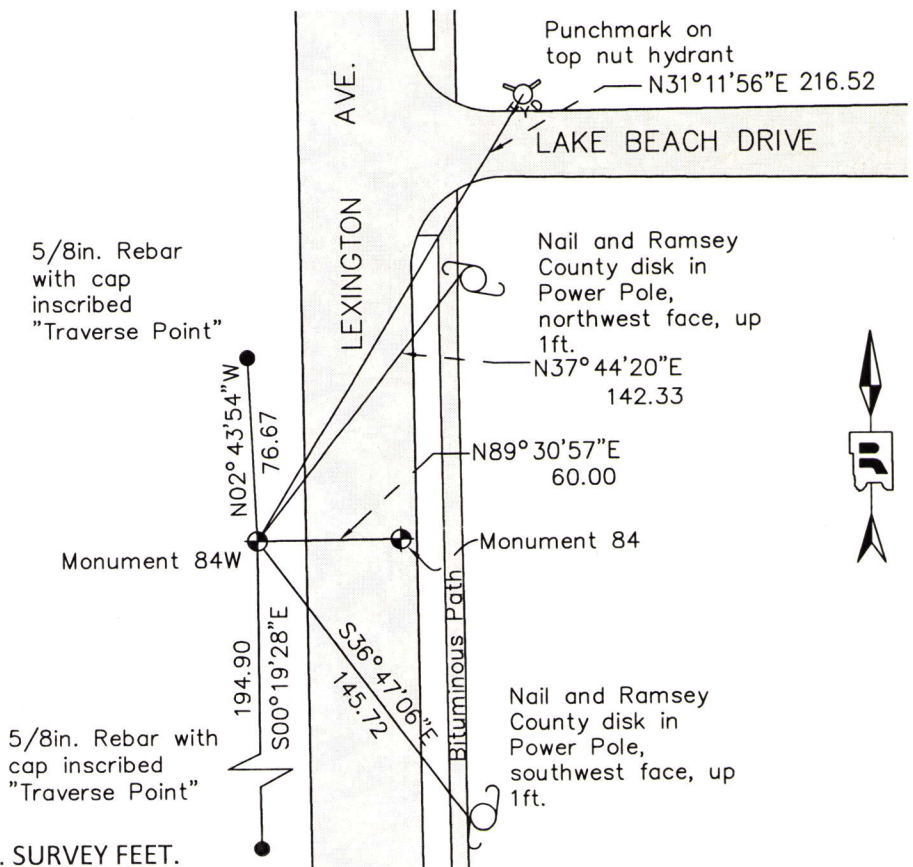 Punchmark on
top nut hydrant
N31°11'56"E 216.52
HYD
LAKE BEACH DRIVE
LEXINGTON AVE.
5/8in. Rebar
with cap
inscribed
"Traverse Point"
Nail and Ramsey
County disk in
Power Pole,
northwest face, up
1ft.
N37°44'20"E
142.33
N02°43'54"W
76.67
N89°30'57"E
60.00
Monument 84W
Monument 84
Bituminous Path
194.90
S00°19'28"E
S36°47'06"E
145.72
5/8in. Rebar with
cap inscribed
"Traverse Point"
Nail and Ramsey
County disk in
Power Pole,
southwest face, up
1ft.
. SURVEY FEET.